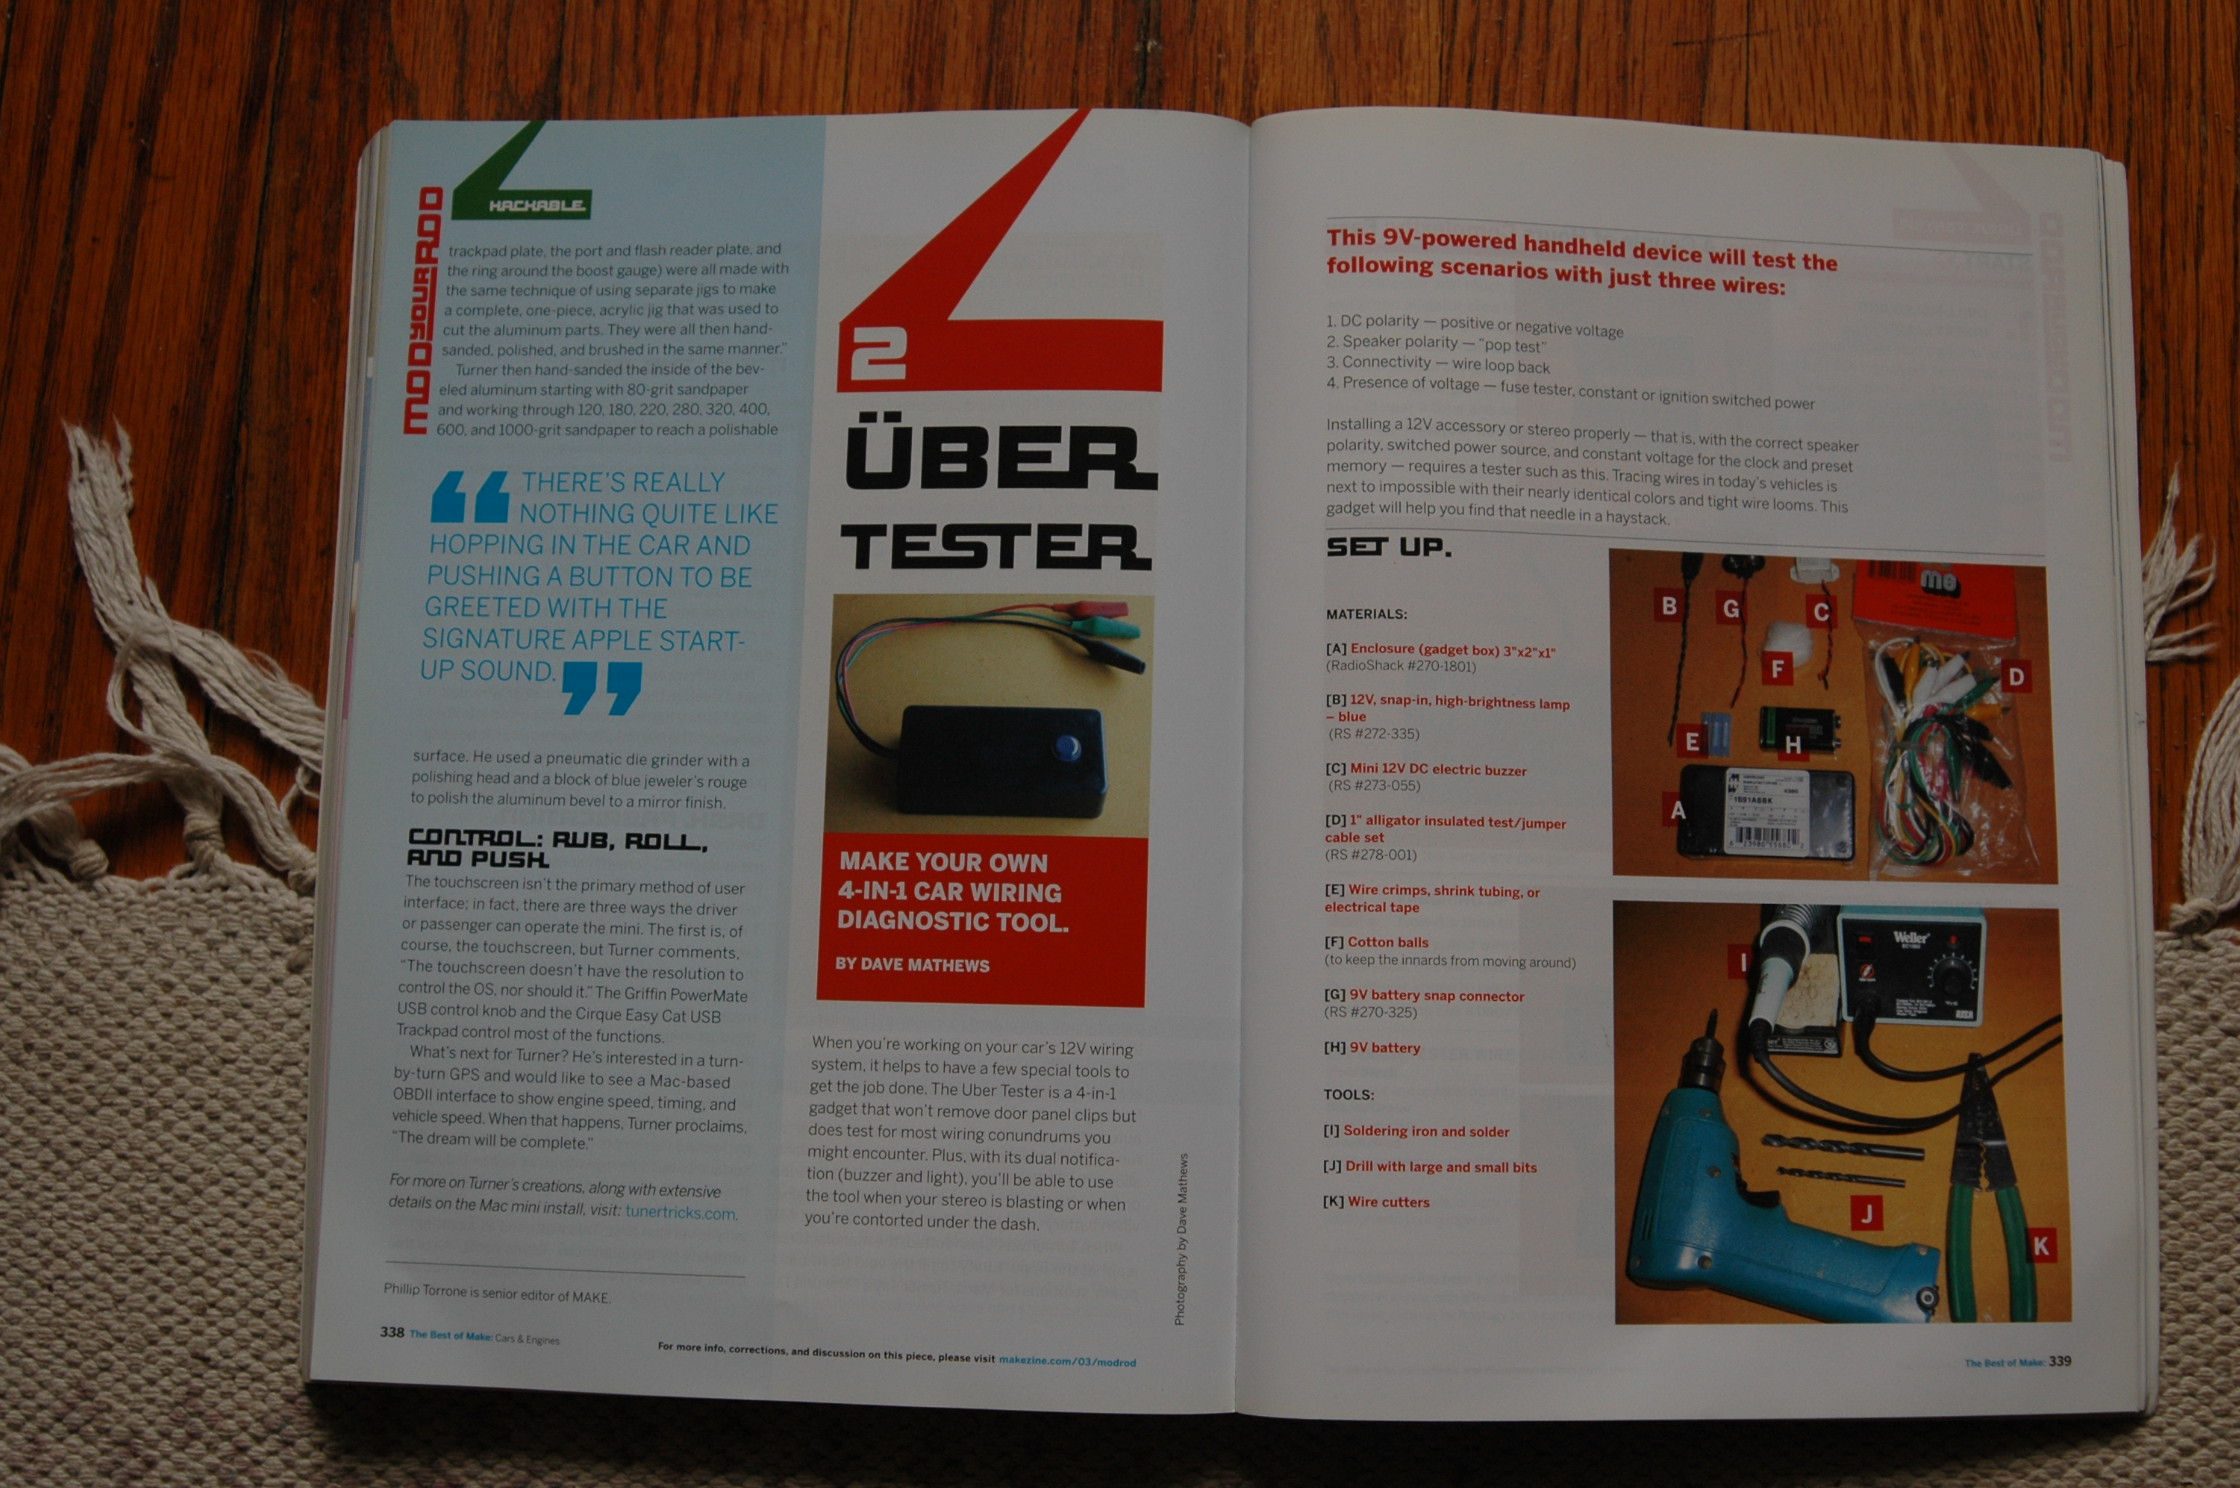 HACKABLE
trackpad plate, the port and flash reader plate, and
the ring around the boost gauge) were all made with
the same technique of using separate jigs to make
a complete, one-piece, acrylic jig that was used to
cut the aluminum parts. They were all then hand-
sanded, polished, and brushed in the same manner."
Turner then hand-sanded the inside of the bev-
eled aluminum starting with 80-grit sandpaper
and working through 120, 180, 220, 280, 320, 400,
600, and 1000-grit sandpaper to reach a polishable
“ THERE'S REALLY
NOTHING QUITE LIKE
HOPPING IN THE CAR AND
PUSHING A BUTTON TO BE
GREETED WITH THE
SIGNATURE APPLE START-
UP SOUND. ”
surface. He used a pneumatic die grinder with a
polishing head and a block of blue jeweler's rouge
to polish the aluminum bevel to a mirror finish.
CONTROL: RUB, ROLL,
AND PUSH.
The touchscreen isn't the primary method of user
interface; in fact, there are three ways the driver
or passenger can operate the mini. The first is, of
course, the touchscreen, but Turner comments,
"The touchscreen doesn't have the resolution to
control the OS, nor should it." The Griffin PowerMate
USB control knob and the Cirque Easy Cat USB
Trackpad control most of the functions.
What's next for Turner? He's interested in a turn-
by-turn GPS and would like to see a Mac-based
OBDII interface to show engine speed, timing, and
vehicle speed. When that happens, Turner proclaims,
"The dream will be complete."
For more on Turner's creations, along with extensive
details on the Mac mini install, visit: tunertricks.com.
Phillip Torrone is senior editor of MAKE.
338 The Best of Make: Cars & Engines
2
ÜBER
TESTER
MAKE YOUR OWN
4-IN-1 CAR WIRING
DIAGNOSTIC TOOL.
BY DAVE MATHEWS
When you're working on your car's 12V wiring
system, it helps to have a few special tools to
get the job done. The Uber Tester is a 4-in-1
gadget that won't remove door panel clips but
does test for most wiring conundrums you
might encounter. Plus, with its dual notifica-
tion (buzzer and light), you'll be able to use
the tool when your stereo is blasting or when
you're contorted under the dash.
Photography by Dave Mathews
For more info, corrections, and discussion on this piece, please visit makezine.com/03/modrod
This 9V-powered handheld device will test the
following scenarios with just three wires:
1. DC polarity — positive or negative voltage
2. Speaker polarity — "pop test"
3. Connectivity — wire loop back
4. Presence of voltage — fuse tester, constant or ignition switched power
Installing a 12V accessory or stereo properly — that is, with the correct speaker
polarity, switched power source, and constant voltage for the clock and preset
memory — requires a tester such as this. Tracing wires in today's vehicles is
next to impossible with their nearly identical colors and tight wire looms. This
gadget will help you find that needle in a haystack.
SET UP.
MATERIALS:
[A] Enclosure (gadget box) 3"x2"x1"
(RadioShack #270-1801)
[B] 12V, snap-in, high-brightness lamp
– blue
(RS #272-335)
[C] Mini 12V DC electric buzzer
(RS #273-055)
[D] 1" alligator insulated test/jumper
cable set
(RS #278-001)
[E] Wire crimps, shrink tubing, or
electrical tape
[F] Cotton balls
(to keep the innards from moving around)
[G] 9V battery snap connector
(RS #270-325)
[H] 9V battery
TOOLS:
[I] Soldering iron and solder
[J] Drill with large and small bits
[K] Wire cutters
B
G
C
D
F
E
H
A
me
I
J
K
Weller
The Best of Make: 339